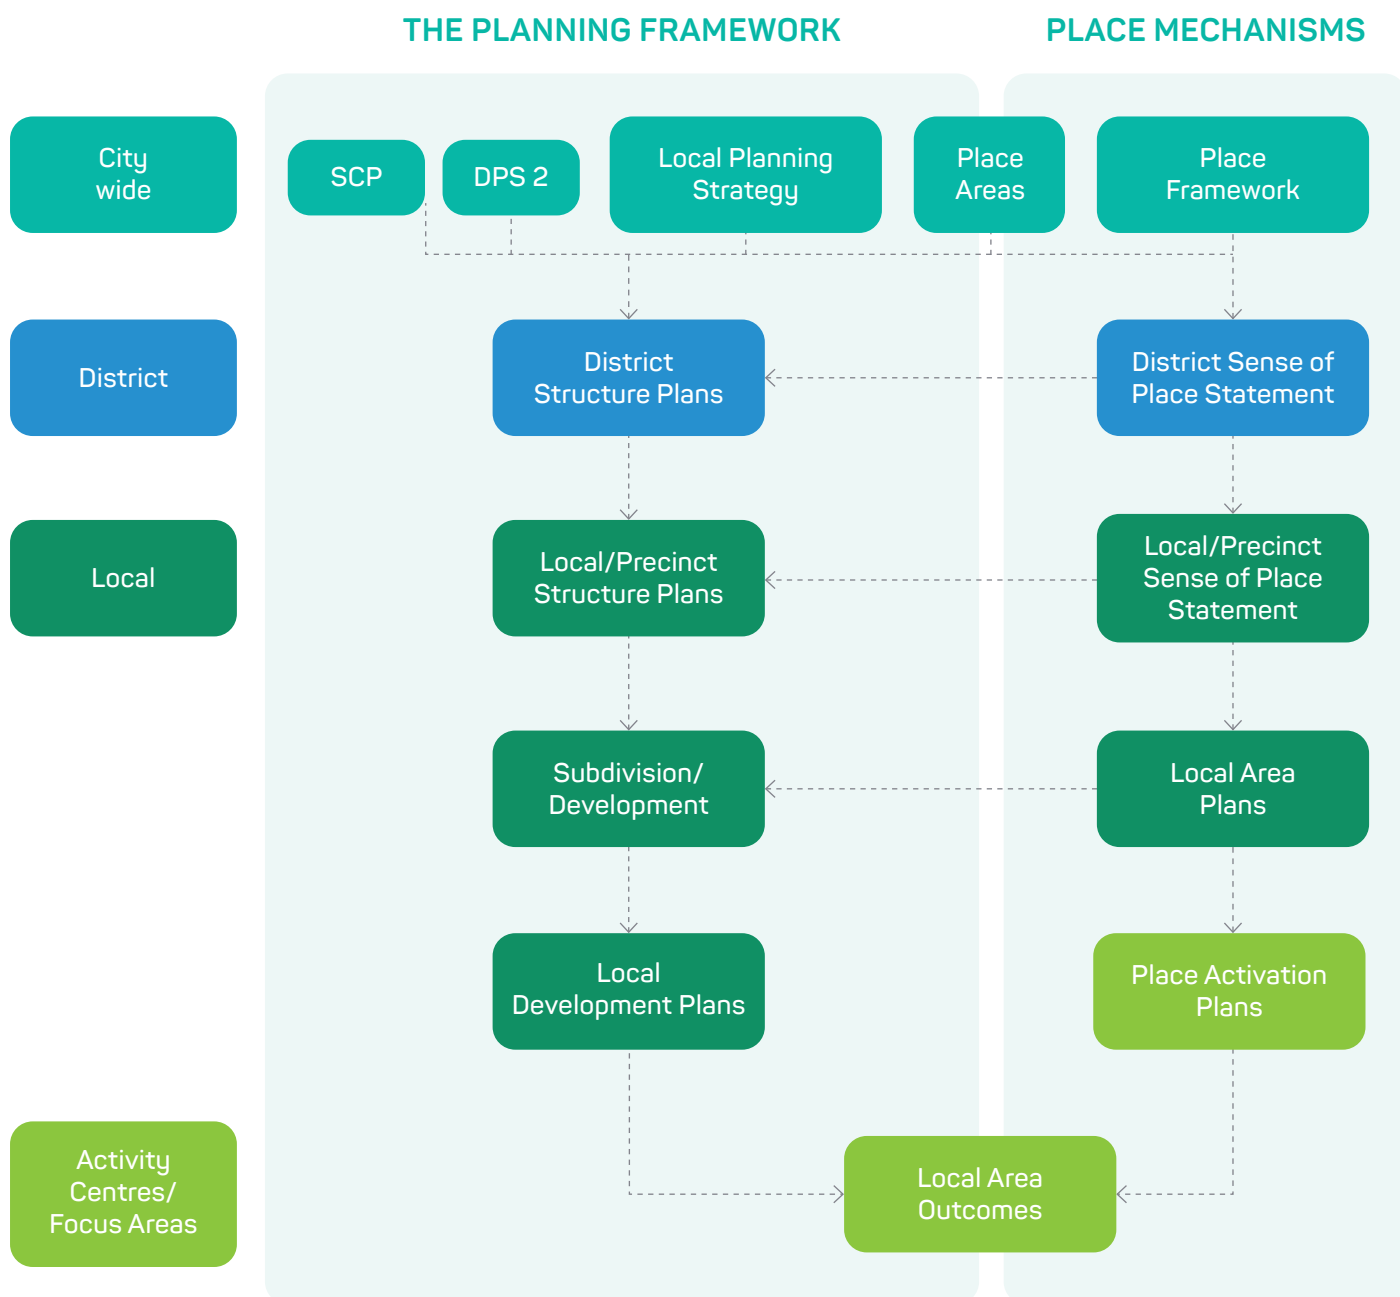 THE PLANNING FRAMEWORK
PLACE MECHANISMS
City
wide
SCP
DPS 2
Local Planning
Strategy
Place
Areas
Place
Framework
District
District
Structure Plans
District Sense of
Place Statement
Local
Local/Precinct
Structure Plans
Local/Precinct
Sense of Place
Statement
Subdivision/
Development
Local Area
Plans
Local
Development Plans
Place Activation
Plans
Activity
Centres/
Focus Areas
Local Area
Outcomes